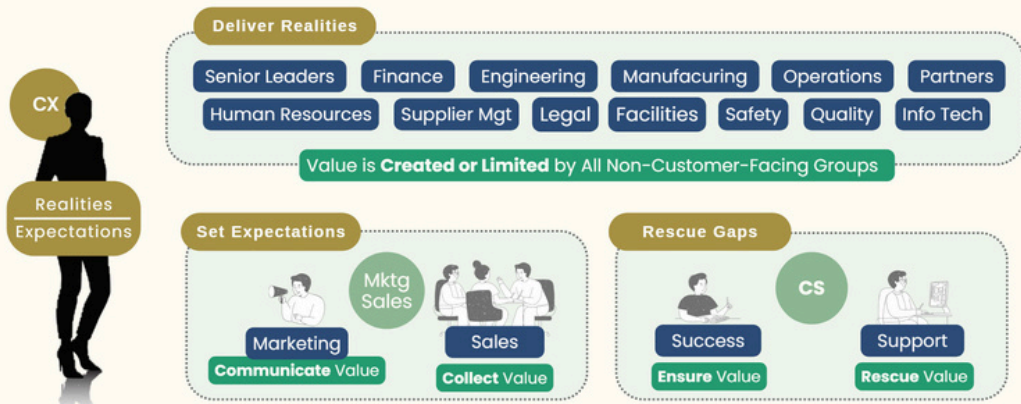 Deliver Realities
Senior Leaders Finance Engineering Manufacuring Operations Partners
Human Resources Supplier Mgt Legal Facilities Safety Quality Info Tech
Value is Created or Limited by All Non-Customer-Facing Groups
CX
Realities
Expectations
Set Expectations
Mktg
Sales
Marketing
Communicate Value
Sales
Collect Value
Rescue Gaps
CS
Success
Ensure Value
Support
Rescue Value